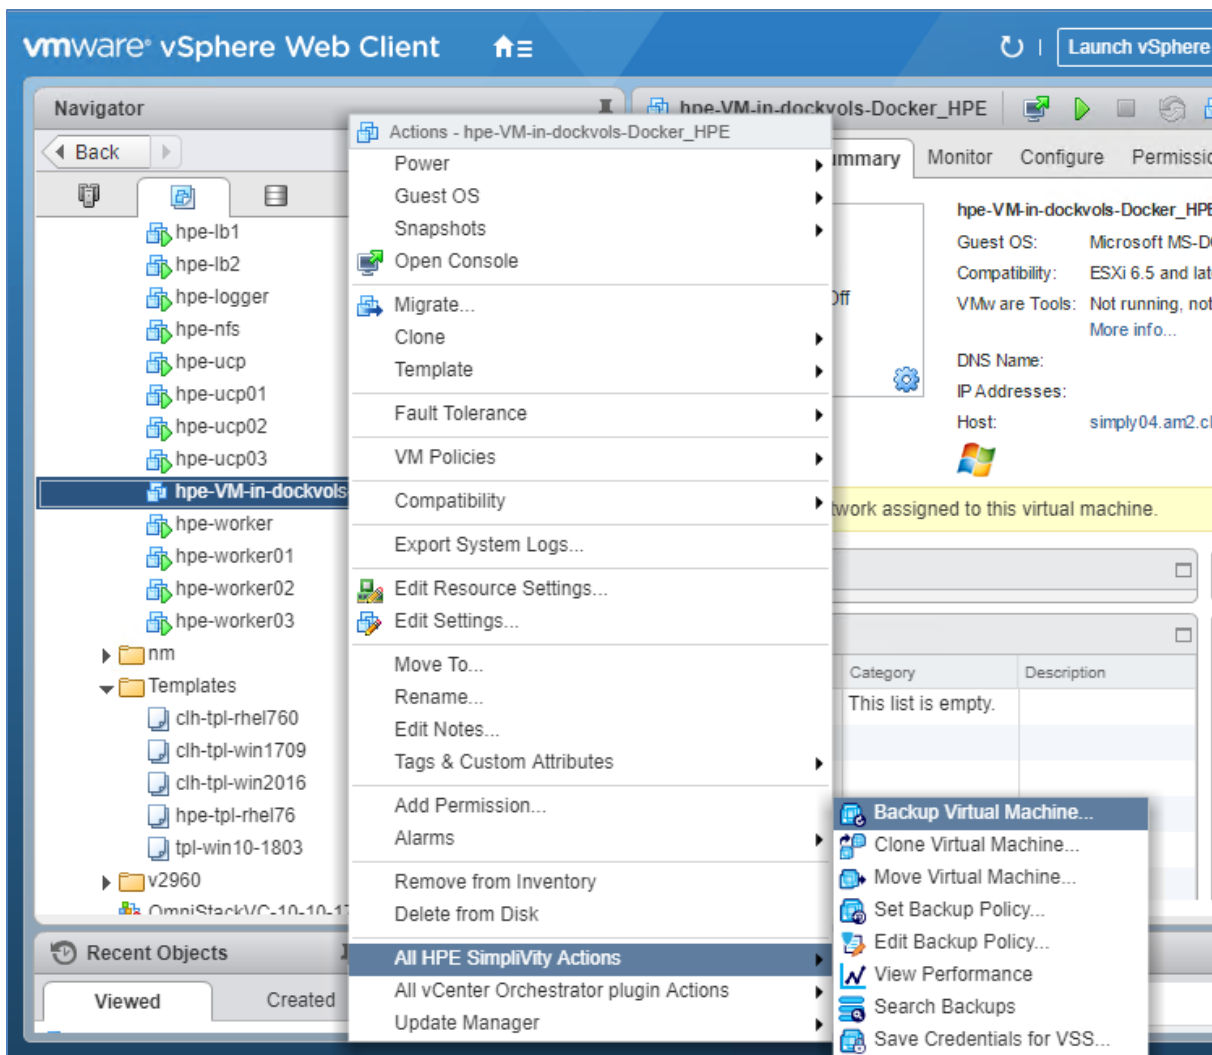 vmware® vSphere Web Client
Launch vSphere
Navigator
Back
hpe-lb1
hpe-lb2
hpe-logger
hpe-nfs
hpe-ucp
hpe-ucp01
hpe-ucp02
hpe-ucp03
hpe-VM-in-dockvols-
hpe-worker
hpe-worker01
hpe-worker02
hpe-worker03
nm
Templates
clh-tpl-rhel760
clh-tpl-win1709
clh-tpl-win2016
hpe-tpl-rhel76
tpl-win10-1803
v2960
OmniStackVC-10-10-17
Recent Objects
Viewed Created
Actions - hpe-VM-in-dockvols-Docker_HPE
Power
Guest OS
Snapshots
Open Console
Migrate...
Clone
Template
Fault Tolerance
VM Policies
Compatibility
Export System Logs...
Edit Resource Settings...
Edit Settings...
Move To...
Rename...
Edit Notes...
Tags & Custom Attributes
Add Permission...
Alarms
Remove from Inventory
Delete from Disk
All HPE SimpliVity Actions
All vCenter Orchestrator plugin Actions
Update Manager
Backup Virtual Machine...
Clone Virtual Machine...
Move Virtual Machine...
Set Backup Policy...
Edit Backup Policy...
View Performance
Search Backups
Save Credentials for VSS...
hpe-VM-in-dockvols-Docker_HPE
ummary Monitor Configure Permissio
hpe-VM-in-dockvols-Docker_HPE
Guest OS: Microsoft MS-D
Compatibility: ESXi 6.5 and lat
VMware Tools: Not running, not
More info...
DNS Name:
IP Addresses:
Host: simply04.am2.cl
Off
twork assigned to this virtual machine.
Category Description
This list is empty.